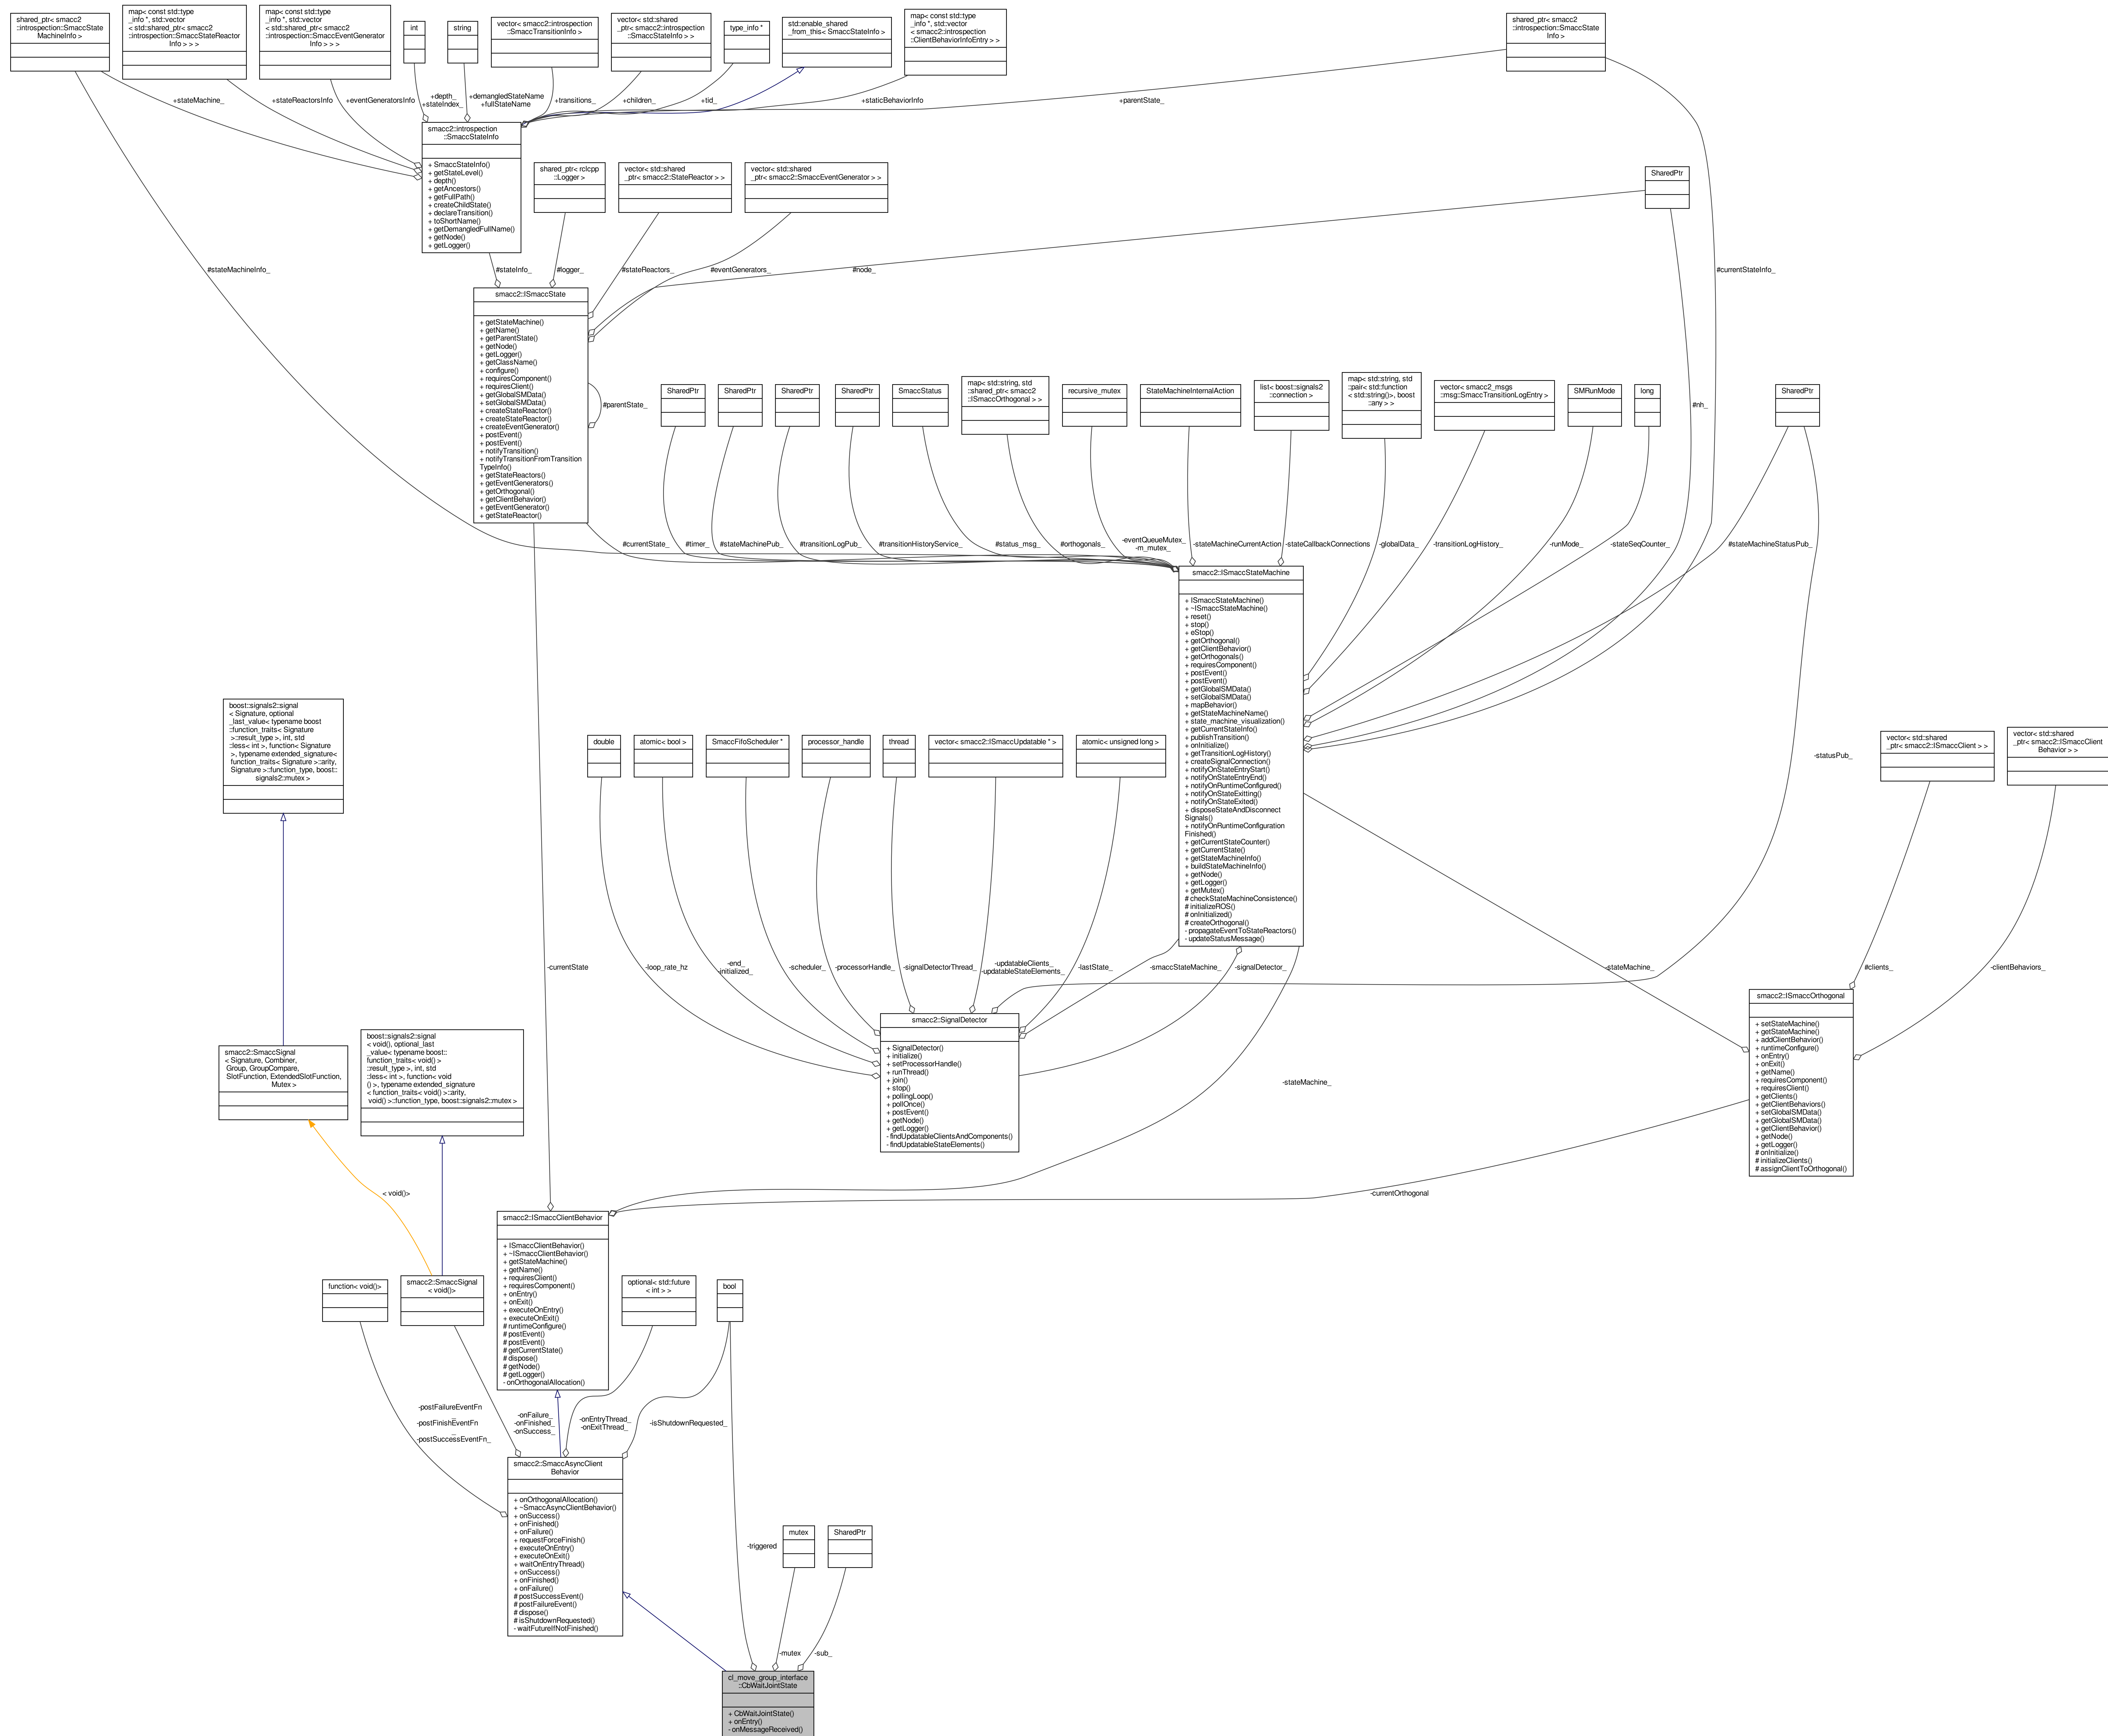 shared_ptr< smacc2
::introspection::SmaccState
MachineInfo >
map< const std::type
_info *, std::vector
< std::shared_ptr< smacc2
::introspection::SmaccStateReactor
Info > > >
map< const std::type
_info *, std::vector
< std::shared_ptr< smacc2
::introspection::SmaccEventGenerator
Info > > >
int
string
vector< smacc2::introspection
::SmaccTransitionInfo >
vector< std::shared
_ptr< smacc2::introspection
::SmaccStateInfo > >
type_info *
std::enable_shared
_from_this< SmaccStateInfo >
map< const std::type
_info *, std::vector
< smacc2::introspection
::ClientBehaviorInfoEntry > >
shared_ptr< smacc2
::introspection::SmaccState
Info >
+stateMachine_
+stateReactorsInfo
+eventGeneratorsInfo
+depth_
+stateIndex_
+demangledStateName
+fullStateName
+transitions_
+children_
+tid_
+staticBehaviorInfo
+parentState_
smacc2::introspection
::SmaccStateInfo
+ SmaccStateInfo()
+ getStateLevel()
+ depth()
+ getAncestors()
+ getFullPath()
+ createChildState()
+ declareTransition()
+ toShortName()
+ getDemangledFullName()
+ getNode()
+ getLogger()
shared_ptr< rclcpp
::Logger >
vector< std::shared
_ptr< smacc2::StateReactor > >
vector< std::shared
_ptr< smacc2::SmaccEventGenerator > >
SharedPtr
#stateMachineInfo_
#stateInfo_
#logger_
#stateReactors_
#eventGenerators_
#node_
#currentStateInfo_
smacc2::ISmaccState
+ getStateMachine()
+ getName()
+ getParentState()
+ getNode()
+ getLogger()
+ getClassName()
+ configure()
+ requiresComponent()
+ requiresClient()
+ getGlobalSMData()
+ setGlobalSMData()
+ createStateReactor()
+ createStateReactor()
+ createEventGenerator()
+ postEvent()
+ postEvent()
+ notifyTransition()
+ notifyTransitionFromTransition
TypeInfo()
+ getStateReactors()
+ getEventGenerators()
+ getOrthogonal()
+ getClientBehavior()
+ getEventGenerator()
+ getStateReactor()
#parentState_
SharedPtr
SharedPtr
SharedPtr
SharedPtr
SmaccStatus
map< std::string, std
::shared_ptr< smacc2
::ISmaccOrthogonal > >
recursive_mutex
StateMachineInternalAction
list< boost::signals2
::connection >
map< std::string, std
::pair< std::function
< std::string()>, boost
::any > >
vector< smacc2_msgs
::msg::SmaccTransitionLogEntry >
SMRunMode
long
SharedPtr
#nh_
#currentState_
#timer_
#stateMachinePub_
#transitionLogPub_
#transitionHistoryService_
#status_msg_
#orthogonals_
-eventQueueMutex_
-m_mutex_
-stateMachineCurrentAction
-stateCallbackConnections
-globalData_
-transitionLogHistory_
-runMode_
-stateSeqCounter_
#stateMachineStatusPub_
smacc2::ISmaccStateMachine
+ ISmaccStateMachine()
+ ~ISmaccStateMachine()
+ reset()
+ stop()
+ eStop()
+ getOrthogonal()
+ getClientBehavior()
+ getOrthogonals()
+ requiresComponent()
+ postEvent()
+ postEvent()
+ getGlobalSMData()
+ setGlobalSMData()
+ mapBehavior()
+ getStateMachineName()
+ state_machine_visualization()
+ getCurrentStateInfo()
+ publishTransition()
+ onInitialize()
+ getTransitionLogHistory()
+ createSignalConnection()
+ notifyOnStateEntryStart()
+ notifyOnStateEntryEnd()
+ notifyOnRuntimeConfigured()
+ notifyOnStateExitting()
+ notifyOnStateExited()
+ disposeStateAndDisconnect
Signals()
+ notifyOnRuntimeConfiguration
Finished()
+ getCurrentStateCounter()
+ getCurrentState()
+ getStateMachineInfo()
+ buildStateMachineInfo()
+ getNode()
+ getLogger()
+ getMutex()
# checkStateMachineConsistence()
# initializeROS()
# onInitialized()
# createOrthogonal()
- propagateEventToStateReactors()
- updateStatusMessage()
boost::signals2::signal
< Signature, optional
_last_value< typename boost
::function_traits< Signature
>::result_type >, int, std
::less< int >, function< Signature
>, typename extended_signature<
function_traits< Signature >::arity,
Signature >::function_type, boost::
signals2::mutex >
double
atomic< bool >
SmaccFifoScheduler *
processor_handle
thread
vector< smacc2::ISmaccUpdatable * >
atomic< unsigned long >
-statusPub_
vector< std::shared
_ptr< smacc2::ISmaccClient > >
vector< std::shared
_ptr< smacc2::ISmaccClient
Behavior > >
-currentState
-loop_rate_hz
-end_
-initialized_
-scheduler_
-processorHandle_
-signalDetectorThread_
-updatableClients_
-updatableStateElements_
-lastState_
-smaccStateMachine_
-signalDetector_
-stateMachine_
#clients_
-clientBehaviors_
smacc2::SignalDetector
+ SignalDetector()
+ initialize()
+ setProcessorHandle()
+ runThread()
+ join()
+ stop()
+ pollingLoop()
+ pollOnce()
+ postEvent()
+ getNode()
+ getLogger()
- findUpdatableClientsAndComponents()
- findUpdatableStateElements()
smacc2::ISmaccOrthogonal
+ setStateMachine()
+ getStateMachine()
+ addClientBehavior()
+ runtimeConfigure()
+ onEntry()
+ onExit()
+ getName()
+ requiresComponent()
+ requiresClient()
+ getClients()
+ getClientBehaviors()
+ setGlobalSMData()
+ getGlobalSMData()
+ getClientBehavior()
+ getNode()
+ getLogger()
# onInitialize()
# initializeClients()
# assignClientToOrthogonal()
smacc2::SmaccSignal
< Signature, Combiner,
Group, GroupCompare,
SlotFunction, ExtendedSlotFunction,
Mutex >
boost::signals2::signal
< void(), optional_last
_value< typename boost::
function_traits< void() >
::result_type >, int, std
::less< int >, function< void
() >, typename extended_signature
< function_traits< void() >::arity,
void() >::function_type, boost::signals2::mutex >
-stateMachine_
< void()>
-currentOrthogonal
smacc2::ISmaccClientBehavior
+ ISmaccClientBehavior()
+ ~ISmaccClientBehavior()
+ getStateMachine()
+ getName()
+ requiresClient()
+ requiresComponent()
+ onEntry()
+ onExit()
+ executeOnEntry()
+ executeOnExit()
# runtimeConfigure()
# postEvent()
# postEvent()
# getCurrentState()
# dispose()
# getNode()
# getLogger()
- onOrthogonalAllocation()
function< void()>
smacc2::SmaccSignal
< void()>
optional< std::future
< int > >
bool
-postFailureEventFn
_
-postFinishEventFn
_
-postSuccessEventFn_
-onFailure_
-onFinished_
-onSuccess_
-onEntryThread_
-onExitThread_
-isShutdownRequested_
smacc2::SmaccAsyncClient
Behavior
+ onOrthogonalAllocation()
+ ~SmaccAsyncClientBehavior()
+ onSuccess()
+ onFinished()
+ onFailure()
+ requestForceFinish()
+ executeOnEntry()
+ executeOnExit()
+ waitOnEntryThread()
+ onSuccess()
+ onFinished()
+ onFailure()
# postSuccessEvent()
# postFailureEvent()
# dispose()
# isShutdownRequested()
- waitFutureIfNotFinished()
mutex
SharedPtr
-triggered
-mutex
-sub_
cl_move_group_interface
::CbWaitJointState
+ CbWaitJointState()
+ onEntry()
- onMessageReceived()